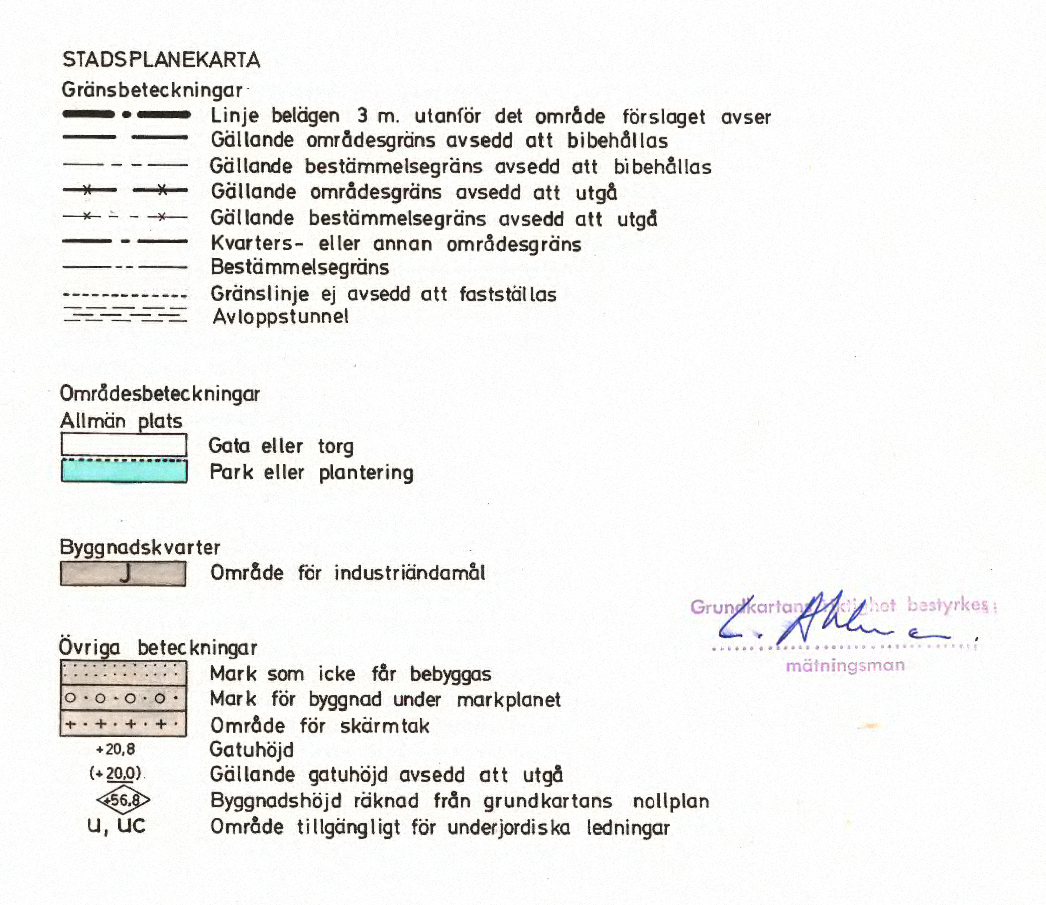 STADSPLANEKARTA
Gränsbeteckningar
Linje belägen 3 m. utanför det område förslaget avser
Gällande områdesgräns avsedd att bibehållas
Gällande bestämmelsegräns avsedd att bibehållas
Gällande områdesgräns avsedd att utgå
Gällande bestämmelsegräns avsedd att utgå
Kvarters- eller annan områdesgräns
Bestämmelsegräns
Gränslinje ej avsedd att fastställas
Avloppstunnel
Områdesbeteckningar
Allmän plats
Gata eller torg
Park eller plantering
Byggnadskvarter
J Område för industriändamål
Grundkartans riktighet bestyrkes:
mätningsman
Övriga beteckningar
Mark som icke får bebyggas
Mark för byggnad under markplanet
Område för skärmtak
+20,8 Gatuhöjd
(+20,0) Gällande gatuhöjd avsedd att utgå
+56,8 Byggnadshöjd räknad från grundkartans nollplan
u, uc Område tillgängligt för underjordiska ledningar